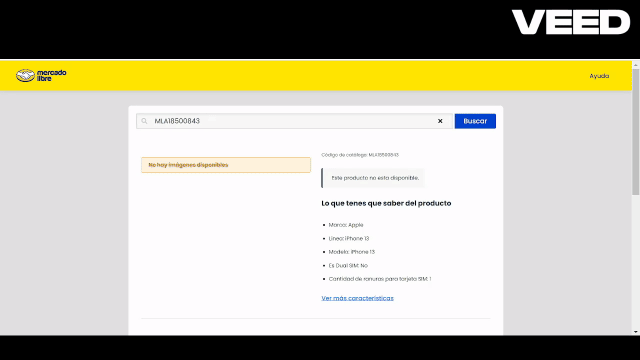 VEED
mercado
libre
Ayuda
MLA18500843
Buscar
No hay imágenes disponibles
Código de catálogo: MLA18500843
Este producto no esta disponible.
Lo que tenes que saber del producto
Marca: Apple
Línea: iPhone 13
Modelo: iPhone 13
Es Dual SIM: No
Cantidad de ranuras para tarjeta SIM: 1
Ver más características